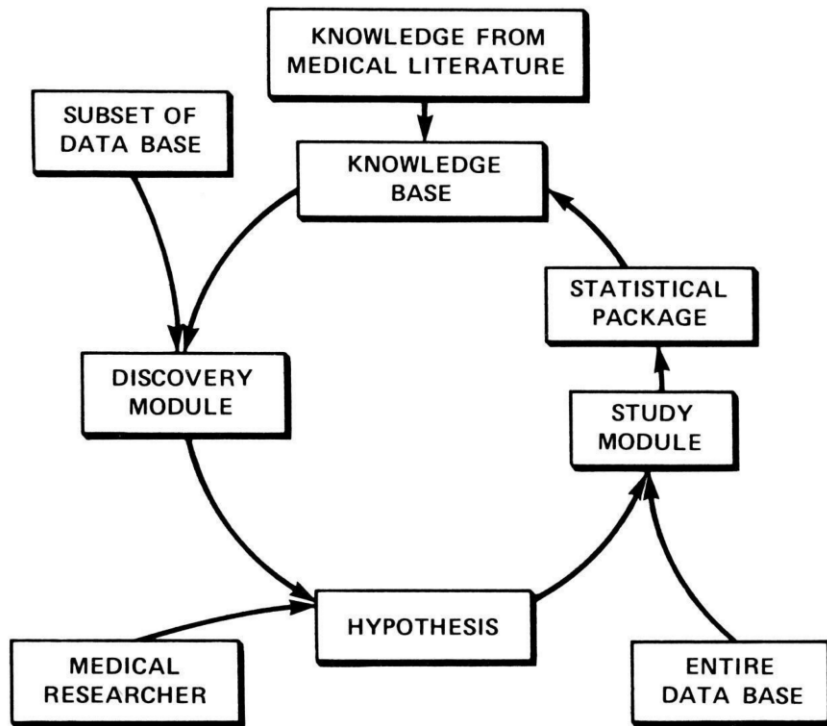 KNOWLEDGE FROM
MEDICAL LITERATURE
SUBSET OF
DATA BASE
KNOWLEDGE
BASE
STATISTICAL
PACKAGE
DISCOVERY
MODULE
STUDY
MODULE
HYPOTHESIS
MEDICAL
RESEARCHER
ENTIRE
DATA BASE